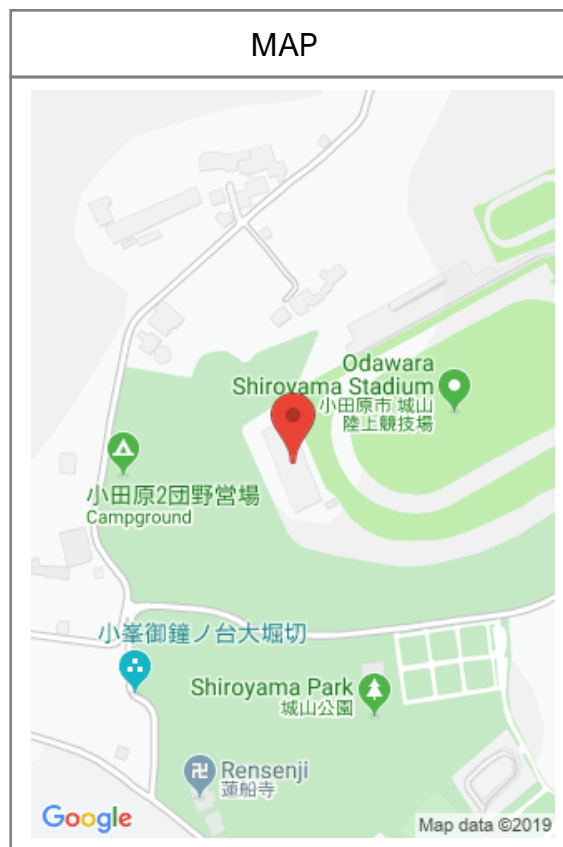 MAP
Odawara
Shiroyama Stadium
小田原市 城山
陸上競技場
小田原2団野営場
Campground
小峯御鐘ノ台大堀切
Shiroyama Park
城山公園
Rensenji
蓮船寺
Google
Map data ©2019